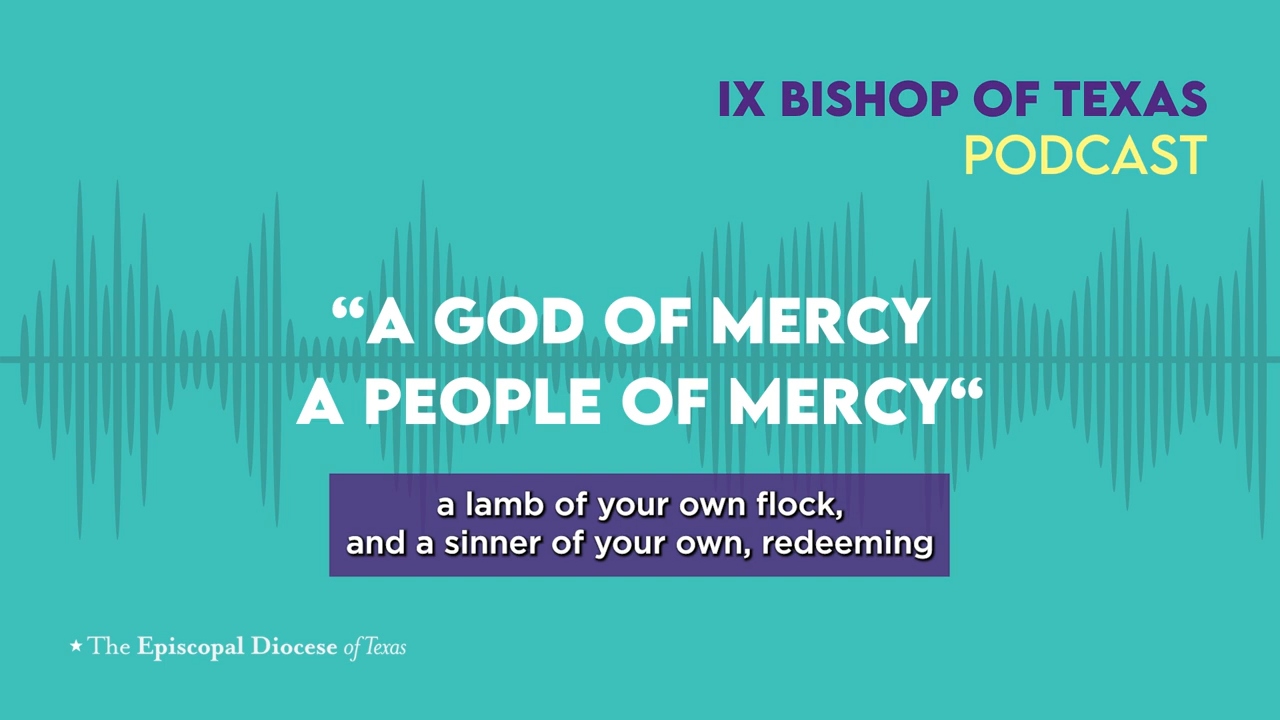 IX BISHOP OF TEXAS
PODCAST
“A GOD OF MERCY
A PEOPLE OF MERCY“
a lamb of your own flock,
and a sinner of your own, redeeming
The Episcopal Diocese of Texas